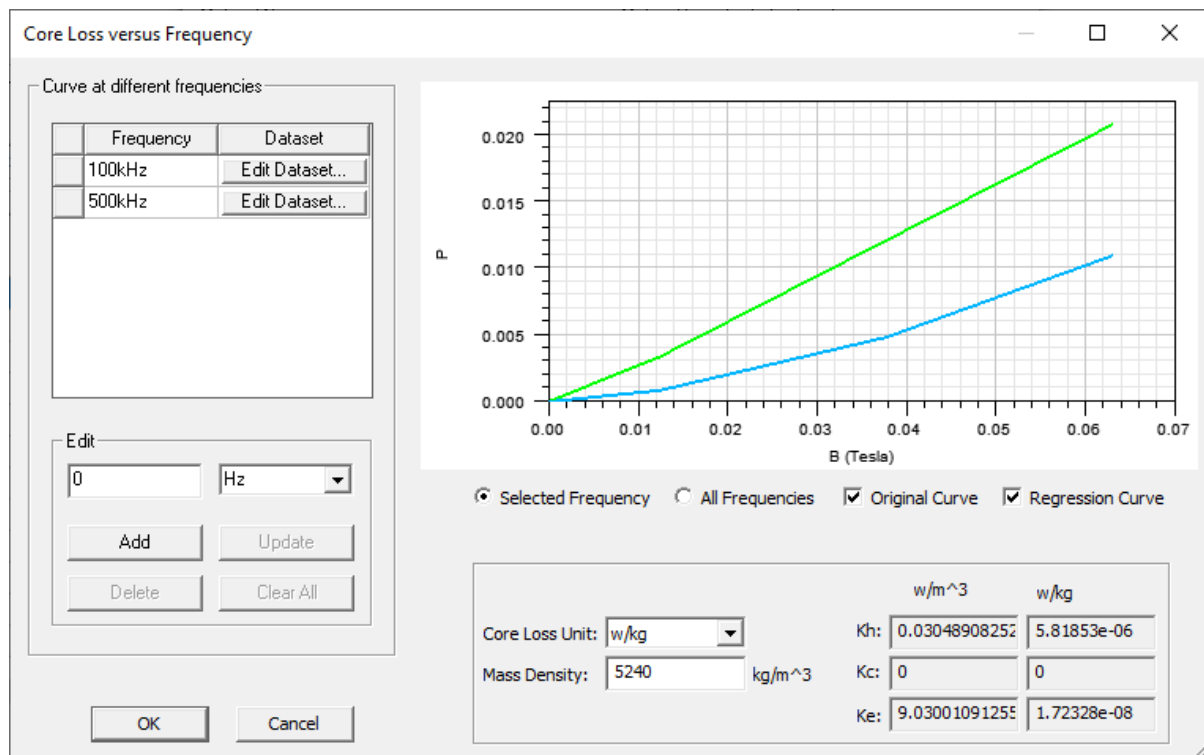 Core Loss versus Frequency
Curve at different frequencies
Frequency Dataset
100kHz Edit Dataset...
500kHz Edit Dataset...
Edit
0 Hz
Add Update
Delete Clear All
OK Cancel
P
0.020
0.015
0.010
0.005
0.000
0.00 0.01 0.02 0.03 0.04 0.05 0.06 0.07
B (Tesla)
Selected Frequency All Frequencies Original Curve Regression Curve
w/m^3 w/kg
Core Loss Unit: w/kg Kh: 0.03048908252 5.81853e-06
Mass Density: 5240 kg/m^3 Kc: 0 0
Ke: 9.03001091255 1.72328e-08